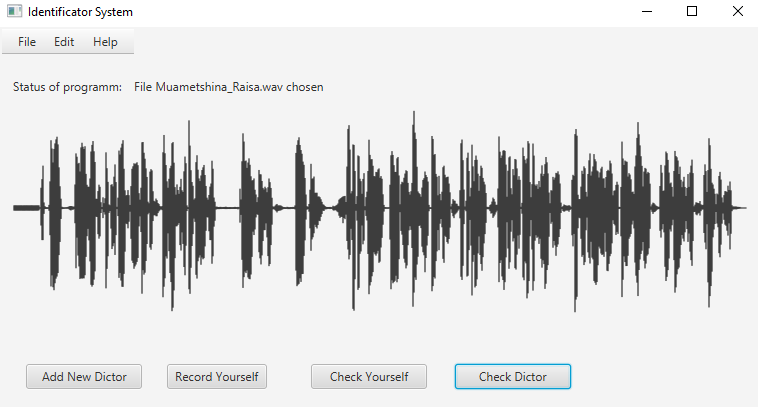 Identificator System
File Edit Help
Status of programm: File Muametshina_Raisa.wav chosen
Add New Dictor Record Yourself Check Yourself Check Dictor